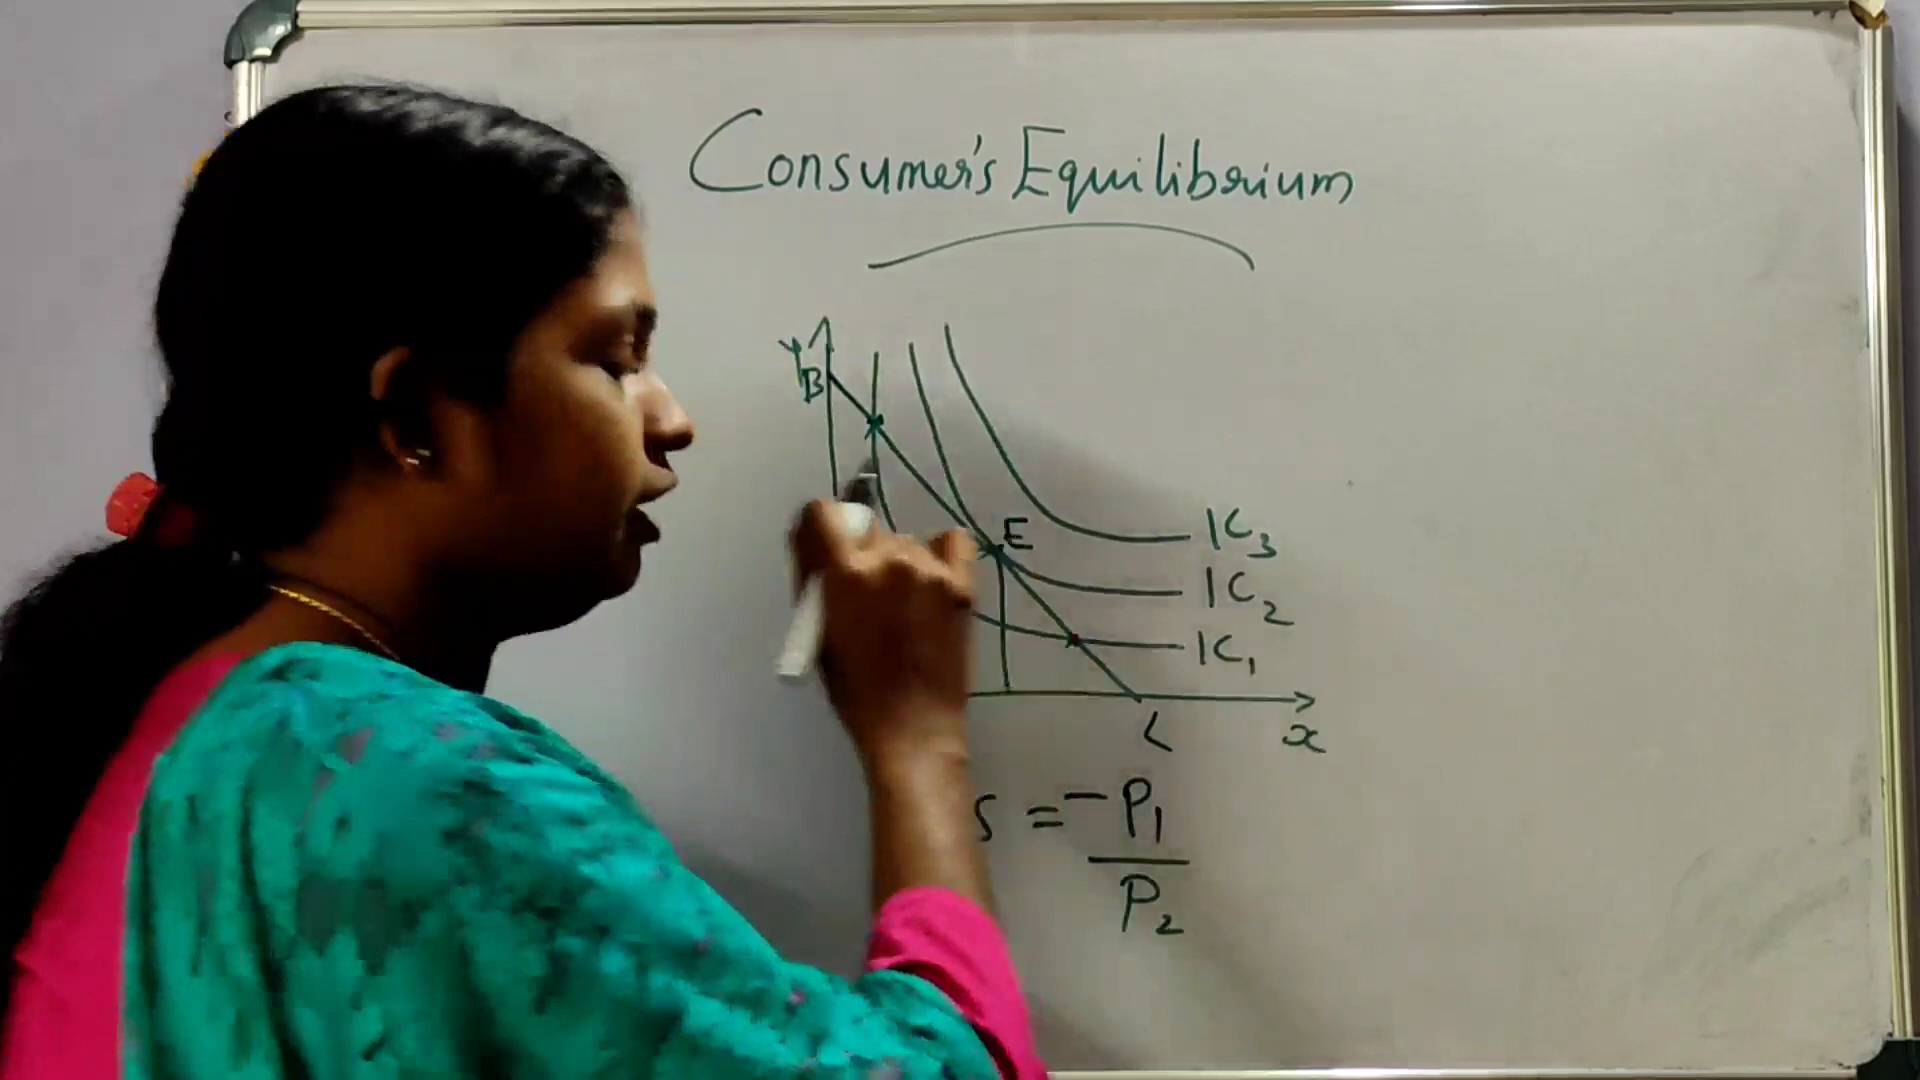 Consumer's Equilibrium
Y
B
E
IC3
IC2
IC1
L
x
S = -P1
P2